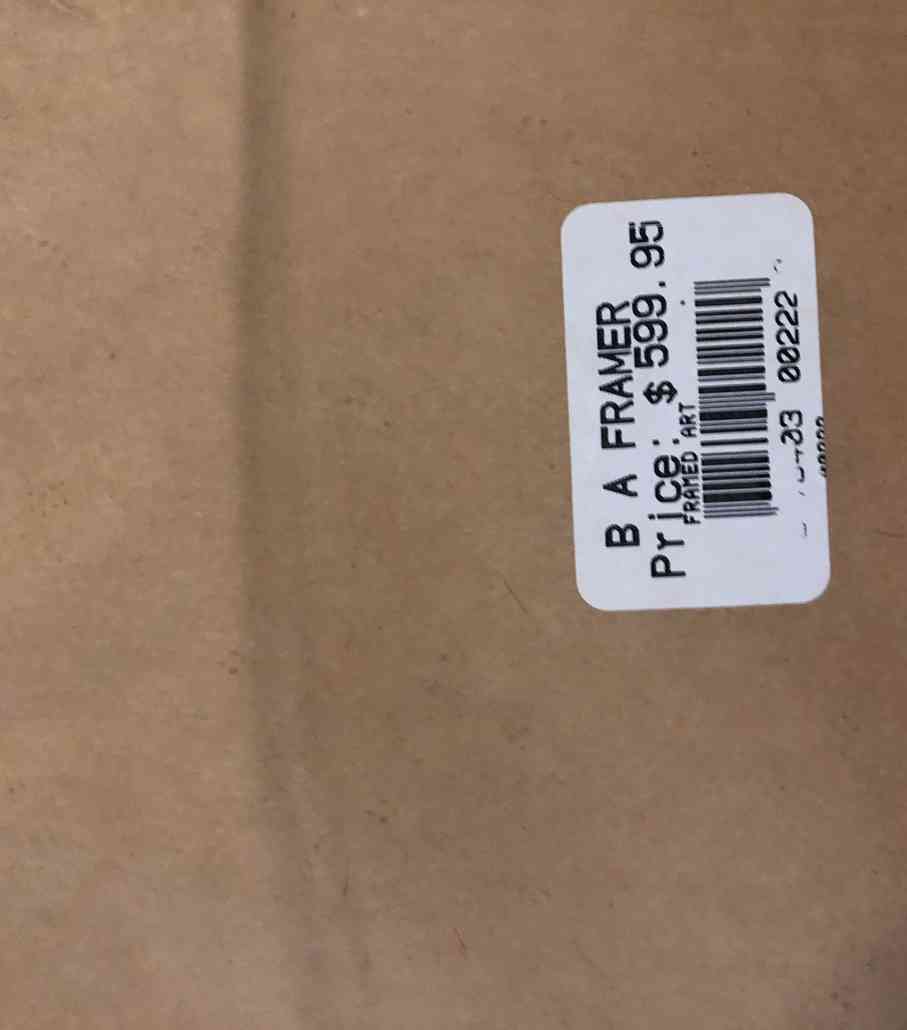 B A FRAMER
Price: $ 599.95
FRAMED ART
00222